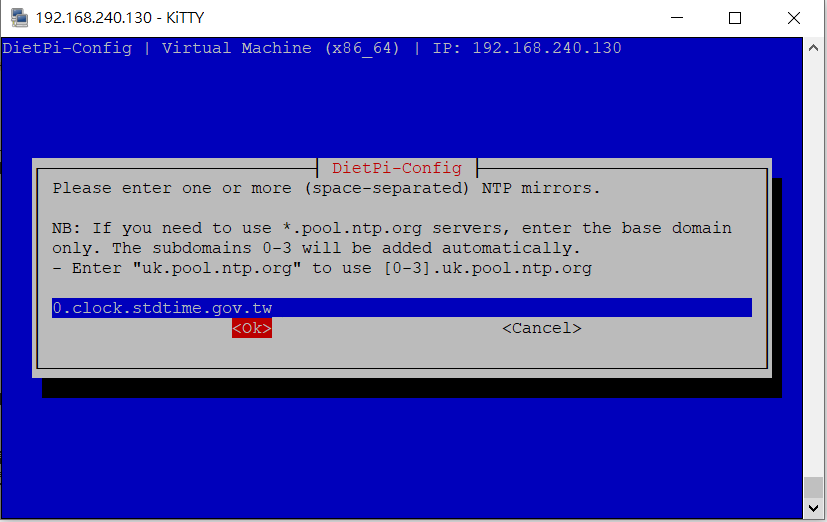 192.168.240.130 - KiTTY
DietPi-Config | Virtual Machine (x86_64) | IP: 192.168.240.130
DietPi-Config
Please enter one or more (space-separated) NTP mirrors.
NB: If you need to use *.pool.ntp.org servers, enter the base domain
only. The subdomains 0-3 will be added automatically.
- Enter "uk.pool.ntp.org" to use [0-3].uk.pool.ntp.org
0.clock.stdtime.gov.tw
<Ok> <Cancel>